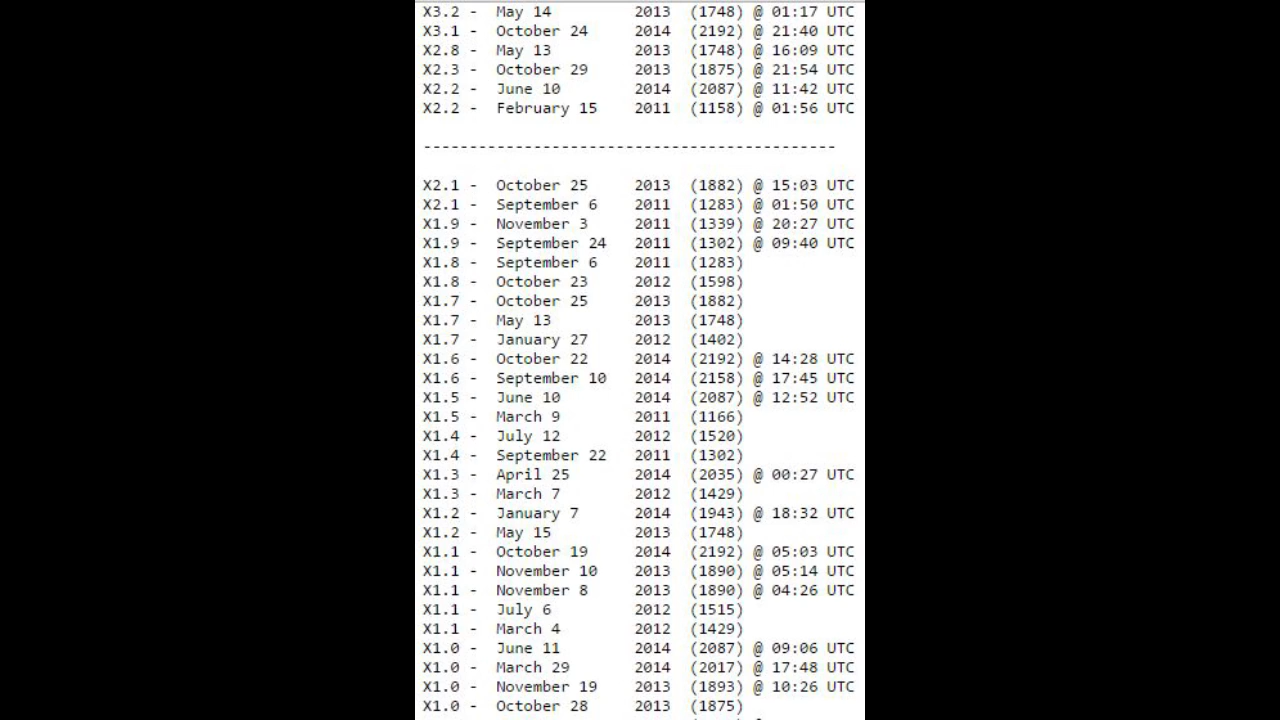 X3.2 - May 14 2013 (1748) @ 01:17 UTC
X3.1 - October 24 2014 (2192) @ 21:40 UTC
X2.8 - May 13 2013 (1748) @ 16:09 UTC
X2.3 - October 29 2013 (1875) @ 21:54 UTC
X2.2 - June 10 2014 (2087) @ 11:42 UTC
X2.2 - February 15 2011 (1158) @ 01:56 UTC
---------------------------------------------
X2.1 - October 25 2013 (1882) @ 15:03 UTC
X2.1 - September 6 2011 (1283) @ 01:50 UTC
X1.9 - November 3 2011 (1339) @ 20:27 UTC
X1.9 - September 24 2011 (1302) @ 09:40 UTC
X1.8 - September 6 2011 (1283)
X1.8 - October 23 2012 (1598)
X1.7 - October 25 2013 (1882)
X1.7 - May 13 2013 (1748)
X1.7 - January 27 2012 (1402)
X1.6 - October 22 2014 (2192) @ 14:28 UTC
X1.6 - September 10 2014 (2158) @ 17:45 UTC
X1.5 - June 10 2014 (2087) @ 12:52 UTC
X1.5 - March 9 2011 (1166)
X1.4 - July 12 2012 (1520)
X1.4 - September 22 2011 (1302)
X1.3 - April 25 2014 (2035) @ 00:27 UTC
X1.3 - March 7 2012 (1429)
X1.2 - January 7 2014 (1943) @ 18:32 UTC
X1.2 - May 15 2013 (1748)
X1.1 - October 19 2014 (2192) @ 05:03 UTC
X1.1 - November 10 2013 (1890) @ 05:14 UTC
X1.1 - November 8 2013 (1890) @ 04:26 UTC
X1.1 - July 6 2012 (1515)
X1.1 - March 4 2012 (1429)
X1.0 - June 11 2014 (2087) @ 09:06 UTC
X1.0 - March 29 2014 (2017) @ 17:48 UTC
X1.0 - November 19 2013 (1893) @ 10:26 UTC
X1.0 - October 28 2013 (1875)